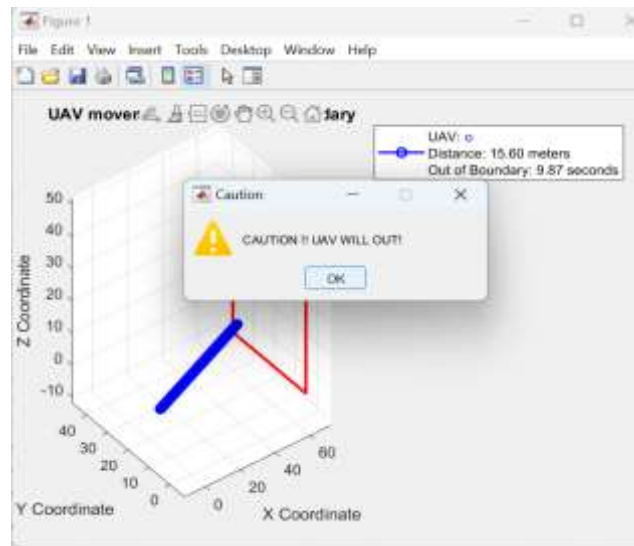 Figure 1
File Edit View Insert Tools Desktop Window Help
UAV mover dary
UAV: o
Distance: 15.60 meters
Out of Boundary: 9.87 seconds
Caution
CAUTION !! UAV WILL OUT!
OK
Z Coordinate
50
40
30
20
10
0
-10
40
30
20
10
0
Y Coordinate
0
20
40
60
X Coordinate